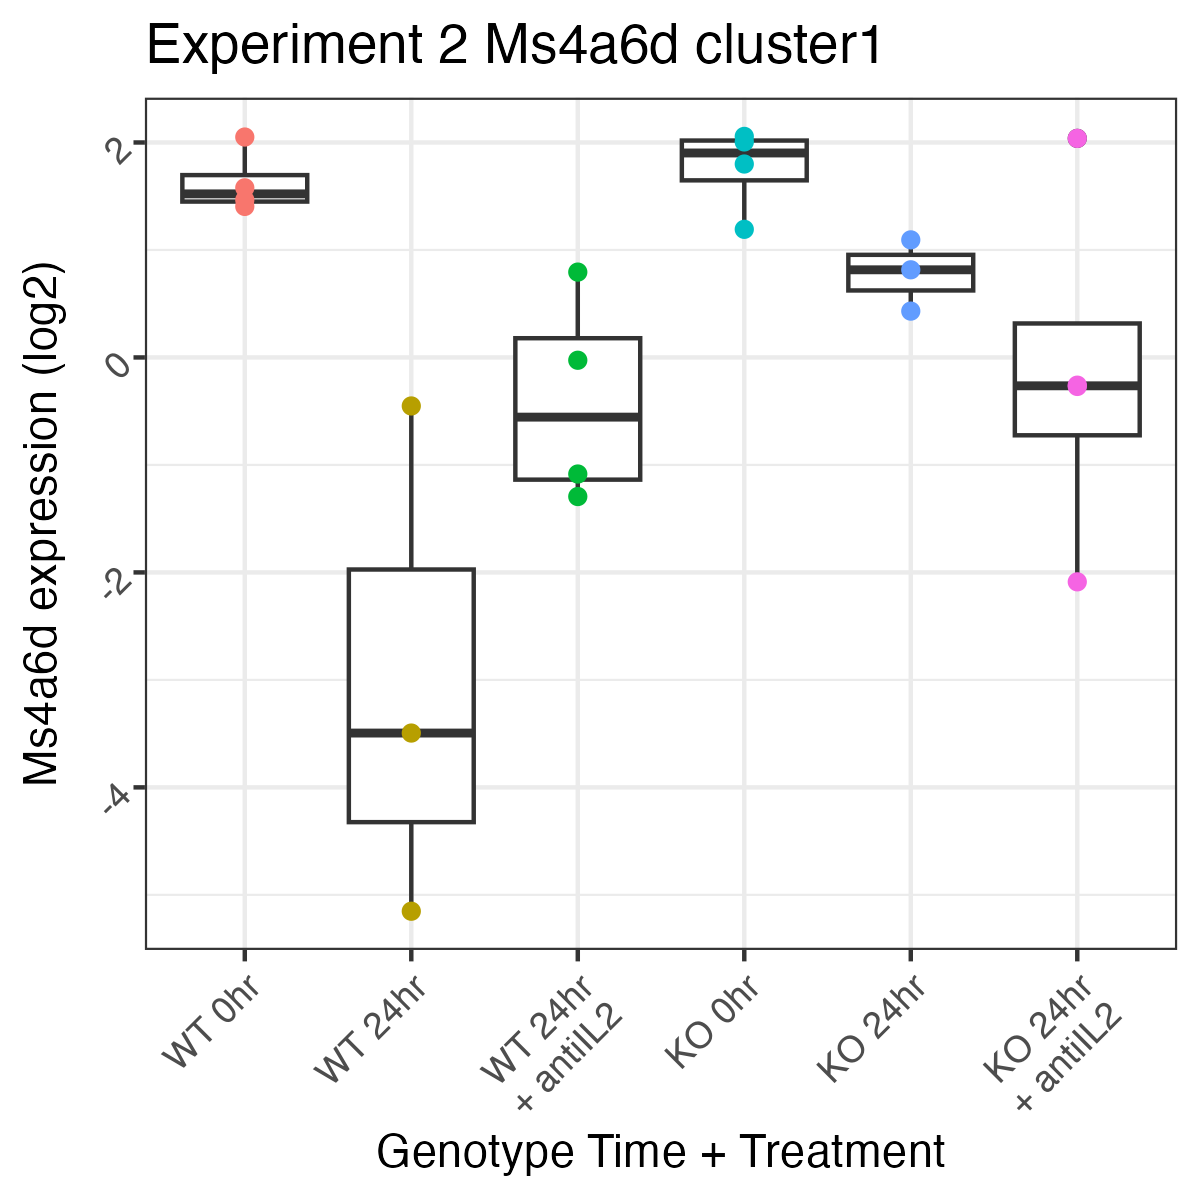 Experiment 2 Ms4a6d cluster1
Ms4a6d expression (log2)
2
0
-2
-4
WT 0hr
WT 24hr
WT 24hr
+ antiIL2
KO 0hr
KO 24hr
KO 24hr
+ antiIL2
Genotype Time + Treatment